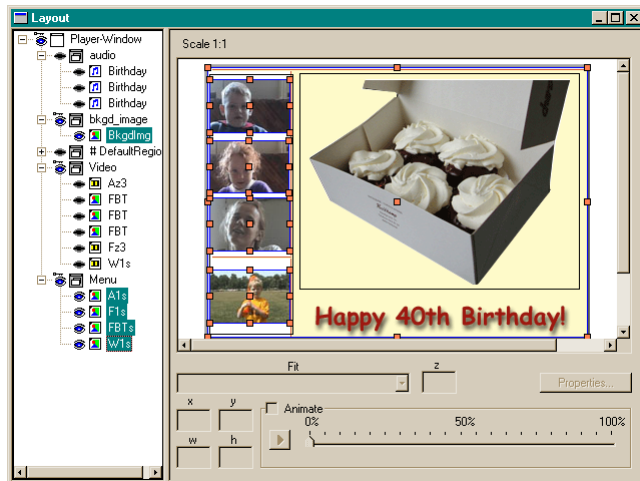 Layout
Player-Window
audio
Birthday
Birthday
Birthday
bkgd_image
BkgdImg
# DefaultRegio
Video
Az3
FBT
FBT
FBT
Fz3
W1s
Menu
A1s
F1s
FBTs
W1s
Scale 1:1
Happy 40th Birthday!
Fit
z
Properties...
x
y
w
h
Animate
0%
50%
100%